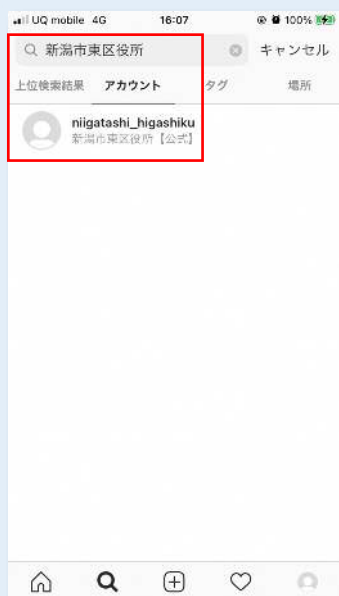 UQ mobile 4G 16:07 100%
新潟市東区役所 キャンセル
上位検索結果 アカウント タグ 場所
niigatashi_higashiku
新潟市東区役所【公式】